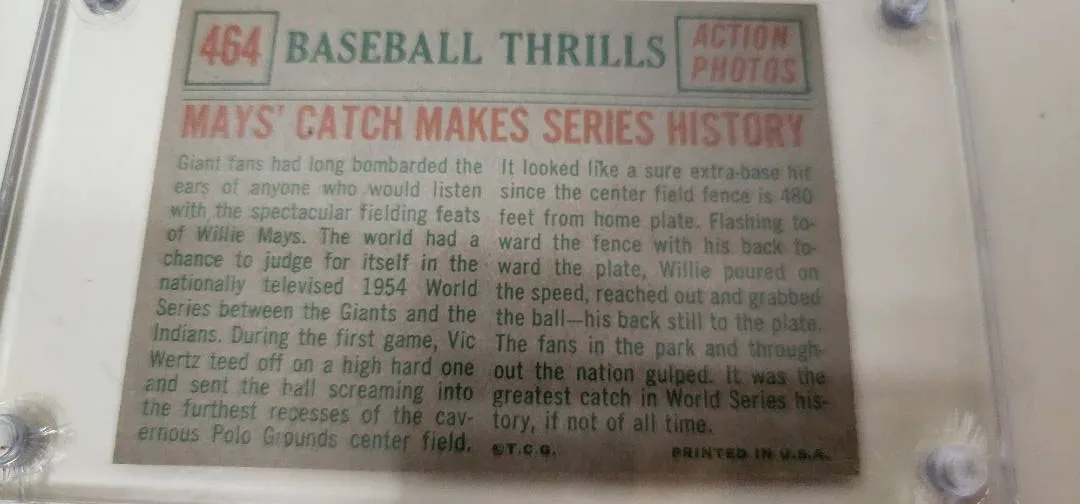 464 BASEBALL THRILLS ACTION PHOTOS
MAYS' CATCH MAKES SERIES HISTORY
Giant fans had long bombarded the
ears of anyone who would listen
with the spectacular fielding feats
of Willie Mays. The world had a
chance to judge for itself in the
nationally televised 1954 World
Series between the Giants and the
Indians. During the first game, Vic
Wertz teed off on a high hard one
and sent the ball screaming into
the furthest recesses of the cav-
ernous Polo Grounds center field.
It looked like a sure extra-base hit
since the center field fence is 480
feet from home plate. Flashing to-
ward the fence with his back to-
ward the plate, Willie poured on
the speed, reached out and grabbed
the ball—his back still to the plate.
The fans in the park and through-
out the nation gulped. It was the
greatest catch in World Series his-
tory, if not of all time.
©T.C.G. PRINTED IN U.S.A.